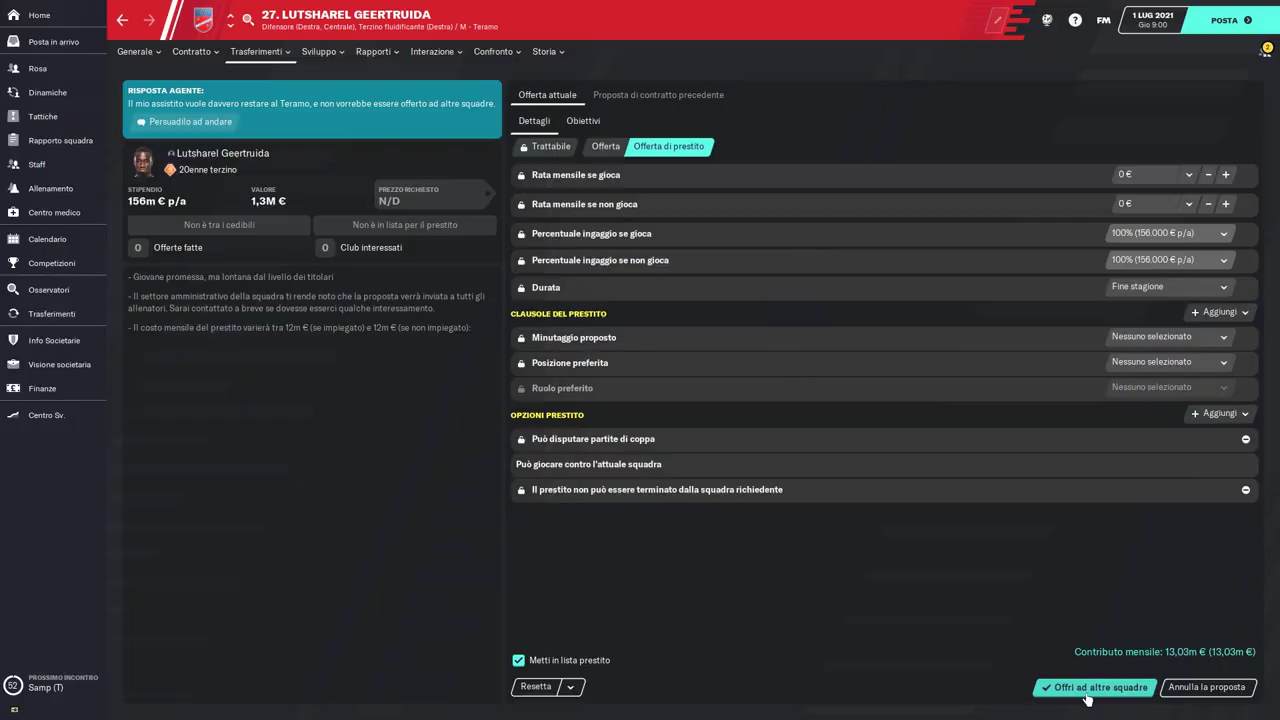 27. LUTSHAREL GEERTRUIDA
Difensore (Destra, Centrale), Terzino fluidificante (Destra) / M - Teramo
FM
1 LUG 2021
Gio 9:00
POSTA
2
Home
Posta in arrivo
Rosa
Dinamiche
Tattiche
Rapporto squadra
Staff
Allenamento
Centro medico
Calendario
Competizioni
Osservatori
Trasferimenti
Info Societarie
Visione societaria
Finanze
Centro Sv.
52
PROSSIMO INCONTRO
Samp (T)
Generale
Contratto
Trasferimenti
Sviluppo
Rapporti
Interazione
Confronto
Storia
RISPOSTA AGENTE:
Il mio assistito vuole davvero restare al Teramo, e non vorrebbe essere offerto ad altre squadre.
Persuadilo ad andare
Lutsharel Geertruida
20enne terzino
STIPENDIO
156m € p/a
VALORE
1,3M €
PREZZO RICHIESTO
N/D
Non è tra i cedibili
Non è in lista per il prestito
0 Offerte fatte
0 Club interessati
- Giovane promessa, ma lontana dal livello dei titolari
- Il settore amministrativo della squadra ti rende noto che la proposta verrà inviata a tutti gli
allenatori. Sarai contattato a breve se dovesse esserci qualche interessamento.
- Il costo mensile del prestito varierà tra 12m € (se impiegato) e 12m € (se non impiegato):
Offerta attuale
Proposta di contratto precedente
Dettagli
Obiettivi
Trattabile
Offerta
Offerta di prestito
Rata mensile se gioca
0 €
Rata mensile se non gioca
0 €
Percentuale ingaggio se gioca
100% (156.000 € p/a)
Percentuale ingaggio se non gioca
100% (156.000 € p/a)
Durata
Fine stagione
CLAUSOLE DEL PRESTITO
Aggiungi
Minutaggio proposto
Nessuno selezionato
Posizione preferita
Nessuno selezionato
Ruolo preferito
Nessuno selezionato
OPZIONI PRESTITO
Aggiungi
Può disputare partite di coppa
Può giocare contro l'attuale squadra
Il prestito non può essere terminato dalla squadra richiedente
Contributo mensile: 13,03m € (13,03m €)
Metti in lista prestito
Resetta
Offri ad altre squadre
Annulla la proposta